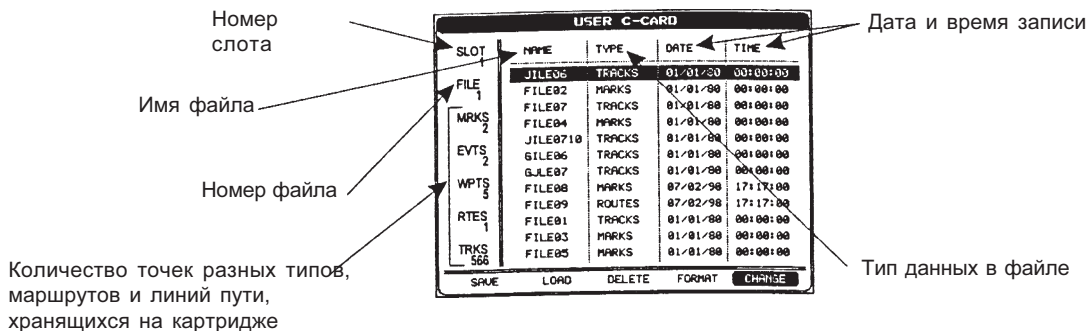 Номер
слота
Дата и время записи
Имя файла
Номер файла
Количество точек разных типов,
маршрутов и линий пути,
хранящихся на картридже
Тип данных в файле
USER C-CARD
SLOT
1
FILE
1
MRKS
2
EVTS
2
WPTS
5
RTES
1
TRKS
566
NAME TYPE DATE TIME
JILE06 TRACKS 01/01/80 00:00:00
FILE02 MARKS 01/01/80 00:00:00
FILE07 TRACKS 01/01/80 00:00:00
FILE04 MARKS 01/01/80 00:00:00
JILE0710 TRACKS 01/01/80 00:00:00
GILE06 TRACKS 01/01/80 00:00:00
GJLE07 TRACKS 01/01/80 00:00:00
FILE08 MARKS 07/02/98 17:17:00
FILE09 ROUTES 07/02/98 17:17:00
FILE01 TRACKS 01/01/80 00:00:00
FILE03 MARKS 01/01/80 00:00:00
FILE05 MARKS 01/01/80 00:00:00
SAVE LOAD DELETE FORMAT CHANGE